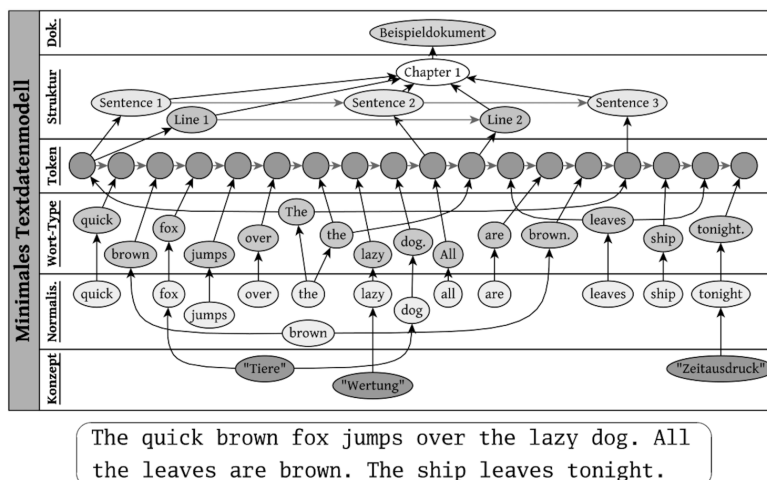 Minimales Textdatenmodell
Dok.
Beispieldokument
Struktur
Chapter 1
Sentence 1
Sentence 2
Sentence 3
Line 1
Line 2
Token
Wort-Type
quick
brown
fox
jumps
over
The
the
lazy
dog.
All
are
brown.
leaves
ship
tonight.
Normalis.
quick
fox
jumps
over
the
brown
lazy
dog
all
are
leaves
ship
tonight
Konzept
"Tiere"
"Wertung"
"Zeitausdruck"
The quick brown fox jumps over the lazy dog. All
the leaves are brown. The ship leaves tonight.